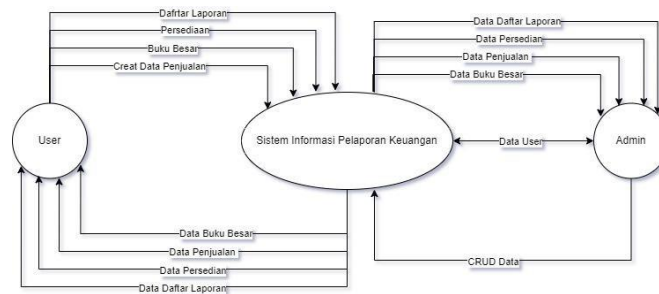 Dafrtar Laporan
Persediaan
Buku Besar
Creat Data Penjualan
User
Data Buku Besar
Data Penjualan
Data Persedian
Data Daftar Laporan
Sistem Informasi Pelaporan Keuangan
Data Daftar Laporan
Data Persedian
Data Penjualan
Data Buku Besar
Data User
Admin
CRUD Data